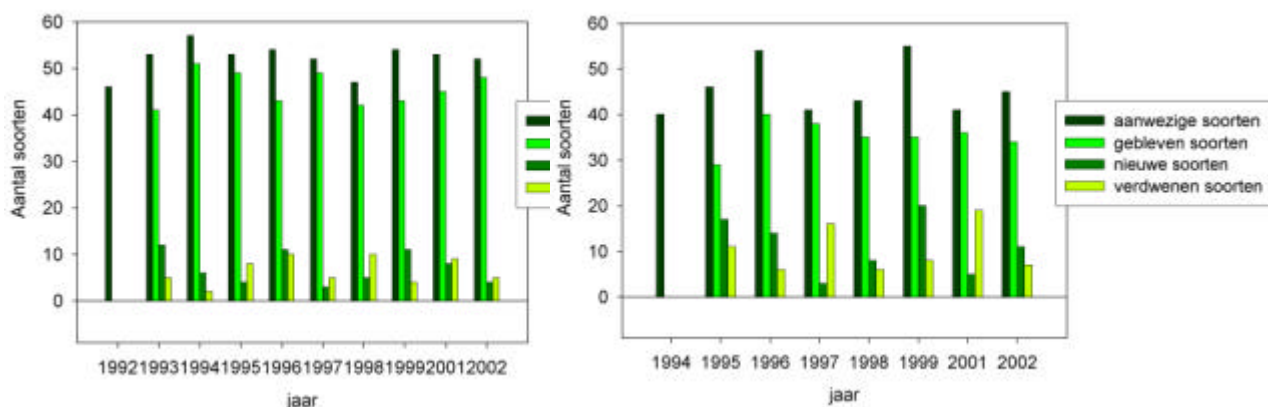 60
50
40
30
20
10
0
Aantal soorten
1992 1993 1994 1995 1996 1997 1998 1999 2001 2002
jaar
60
50
40
30
20
10
0
Aantal soorten
1994 1995 1996 1997 1998 1999 2001 2002
jaar
aanwezige soorten
gebleven soorten
nieuwe soorten
verdwenen soorten